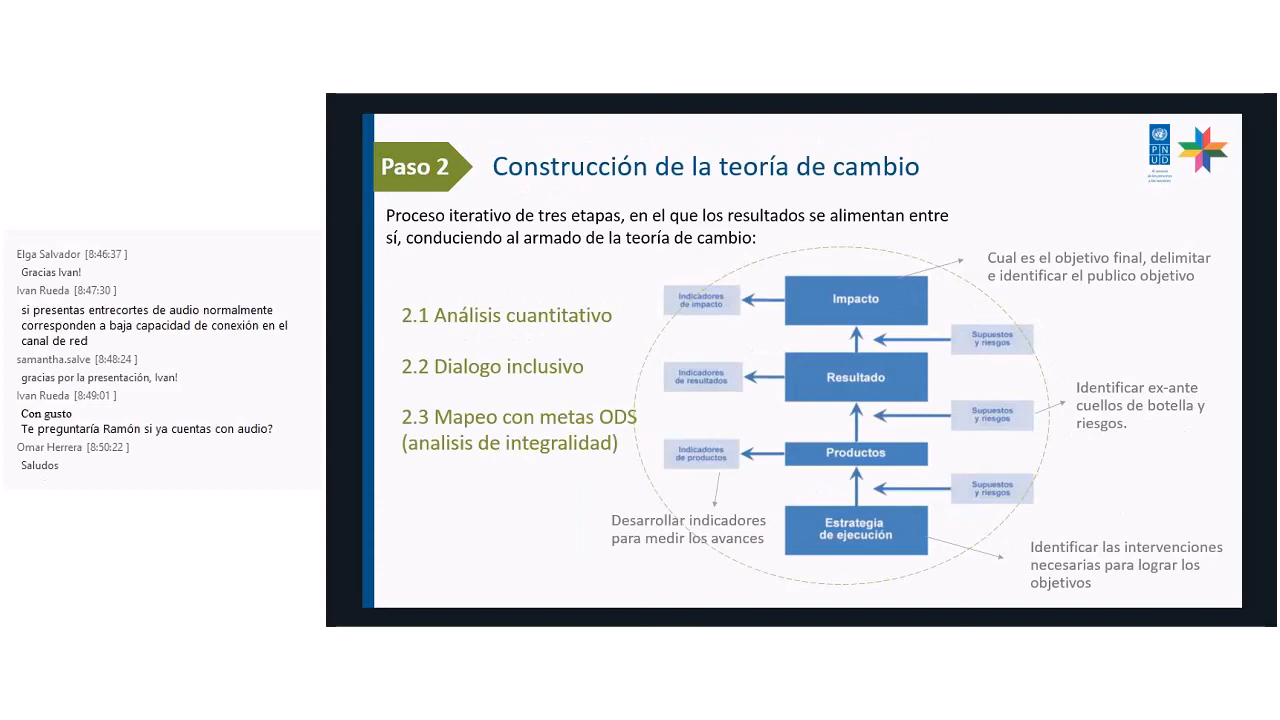 Elga Salvador [8:46:37 ]
Gracias Ivan!
Ivan Rueda [8:47:30 ]
si presentas entrecortes de audio normalmente
corresponden a baja capacidad de conexión en el
canal de red
samantha.salve [8:48:24 ]
gracias por la presentación, Ivan!
Ivan Rueda [8:49:01 ]
Con gusto
Te preguntaría Ramón si ya cuentas con audio?
Omar Herrera [8:50:22 ]
Saludos
Paso 2
Construcción de la teoría de cambio
P N
U D
Proceso iterativo de tres etapas, en el que los resultados se alimentan entre
sí, conduciendo al armado de la teoría de cambio:
2.1 Análisis cuantitativo
2.2 Dialogo inclusivo
2.3 Mapeo con metas ODS
(analisis de integralidad)
Indicadores
de impacto
Impacto
Cual es el objetivo final, delimitar
e identificar el publico objetivo
Supuestos
y riesgos
Indicadores
de resultados
Resultado
Supuestos
y riesgos
Identificar ex-ante
cuellos de botella y
riesgos.
Indicadores
de productos
Productos
Supuestos
y riesgos
Desarrollar indicadores
para medir los avances
Estrategia
de ejecución
Identificar las intervenciones
necesarias para lograr los
objetivos